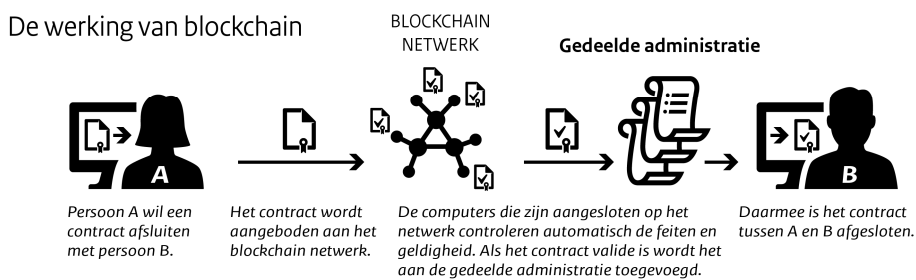 De werking van blockchain
BLOCKCHAIN
NETWERK
Gedeelde administratie
A
B
Persoon A wil een
contract afsluiten
met persoon B.
Het contract wordt
aangeboden aan het
blockchain netwerk.
De computers die zijn aangesloten op het
netwerk controleren automatisch de feiten en
geldigheid. Als het contract valide is wordt het
aan de gedeelde administratie toegevoegd.
Daarmee is het contract
tussen A en B afgesloten.